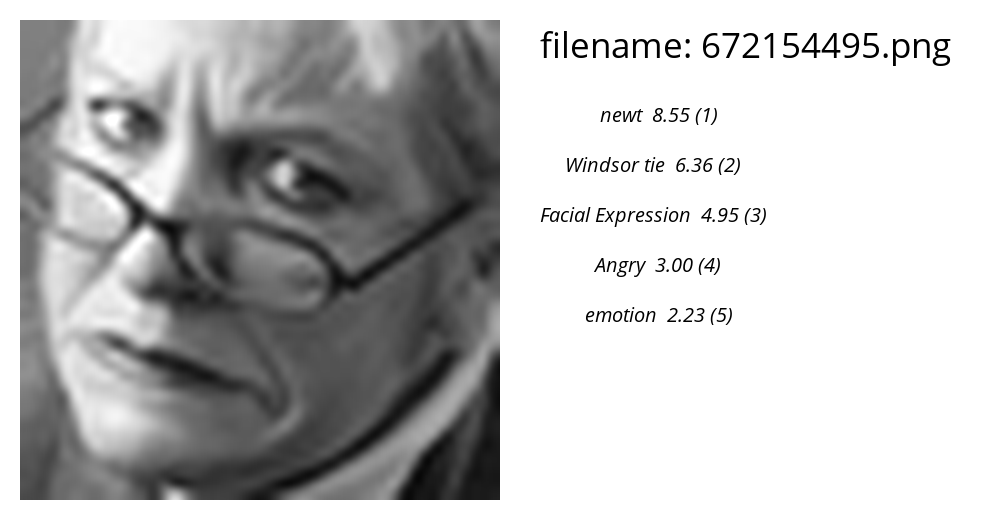 filename: 672154495.png
newt 8.55 (1)
Windsor tie 6.36 (2)
Facial Expression 4.95 (3)
Angry 3.00 (4)
emotion 2.23 (5)